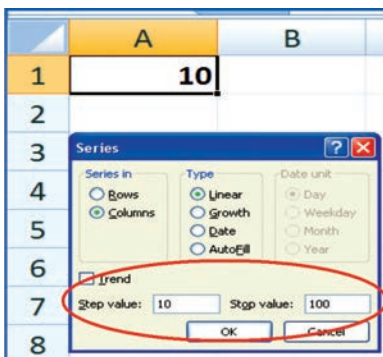 A B
1 10
2
3
4
5
6
7
8
Series
Series in Type Date unit
Rows Linear Day
Columns Growth Weekday
Date Month
AutoFill Year
Trend
Step value: 10 Stop value: 100
OK Cancel